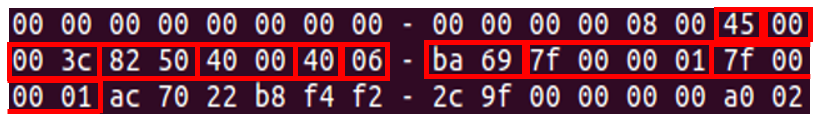 00 00 00 00 00 00 00 00 - 00 00 00 00 08 00 45 00
00 3c 82 50 40 00 40 06 - ba 69 7f 00 00 01 7f 00
00 01 ac 70 22 b8 f4 f2 - 2c 9f 00 00 00 00 a0 02